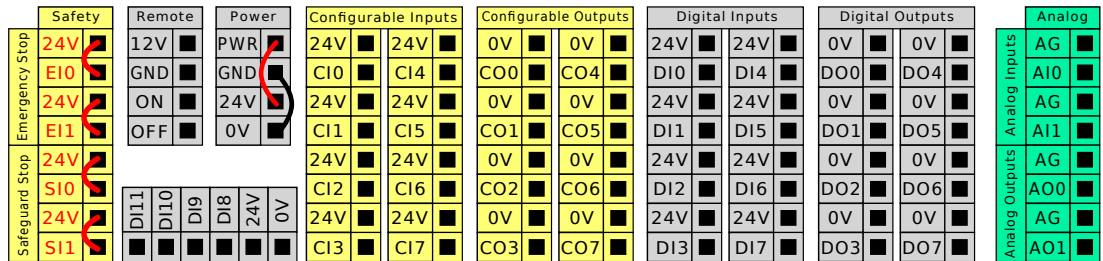 Safety
Emergency Stop
24V
EI0
24V
EI1
Safeguard Stop
24V
SI0
24V
SI1
Remote
12V
GND
ON
OFF
Power
PWR
GND
24V
0V
DI11
DI10
DI9
DI8
24V
0V
Configurable Inputs
24V 24V
CI0 CI4
24V 24V
CI1 CI5
24V 24V
CI2 CI6
24V 24V
CI3 CI7
Configurable Outputs
0V 0V
CO0 CO4
0V 0V
CO1 CO5
0V 0V
CO2 CO6
0V 0V
CO3 CO7
Digital Inputs
24V 24V
DI0 DI4
24V 24V
DI1 DI5
24V 24V
DI2 DI6
24V 24V
DI3 DI7
Digital Outputs
0V 0V
DO0 DO4
0V 0V
DO1 DO5
0V 0V
DO2 DO6
0V 0V
DO3 DO7
Analog
Analog Inputs
AG
AI0
AG
AI1
Analog Outputs
AG
AO0
AG
AO1